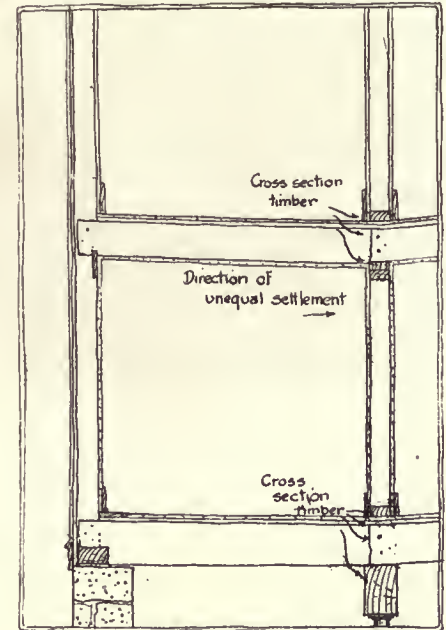 Cross section
timber
Direction of
unequal settlement
Cross
section
timber